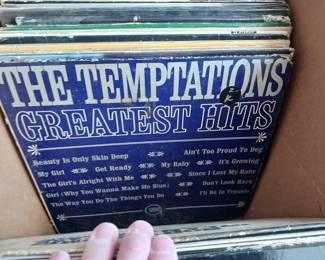 THE TEMPTATIONS
GREATEST HITS
Beauty Is Only Skin Deep Ain't Too Proud To Beg
My Girl Get Ready My Baby It's Growing
The Girl's Alright With Me Since I Lost My Baby
Girl (Why You Wanna Make Me Blue) Don't Look Back
The Way You Do The Things You Do I'll Be In Trouble